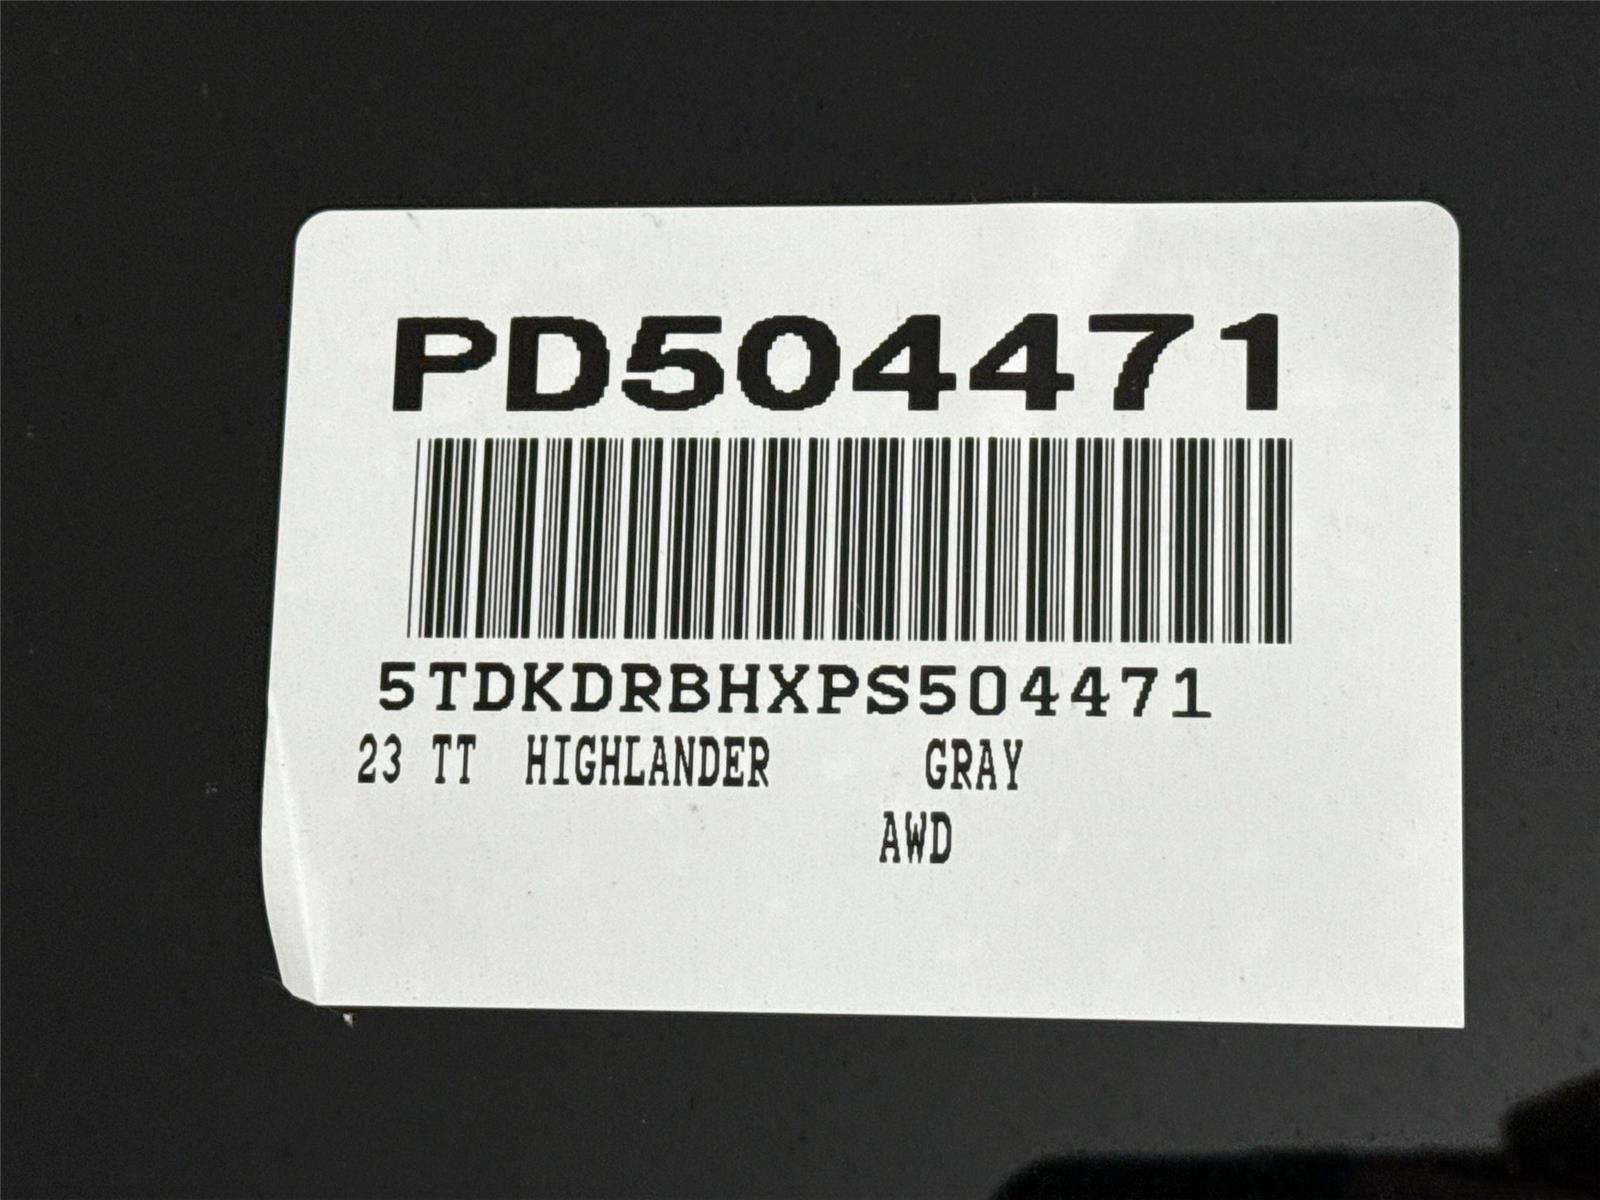 PD504471
5TDKDRBHXPS504471
23 TT HIGHLANDER GRAY
AWD